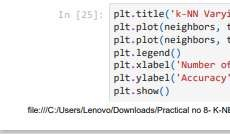 In [25]: plt.title('k-NN Varyi
plt.plot(neighbors, t
plt.plot(neighbors, t
plt.legend()
plt.xlabel('Number of
plt.ylabel('Accuracy'
plt.show()
file:///C:/Users/Lenovo/Downloads/Practical no 8- K-NE